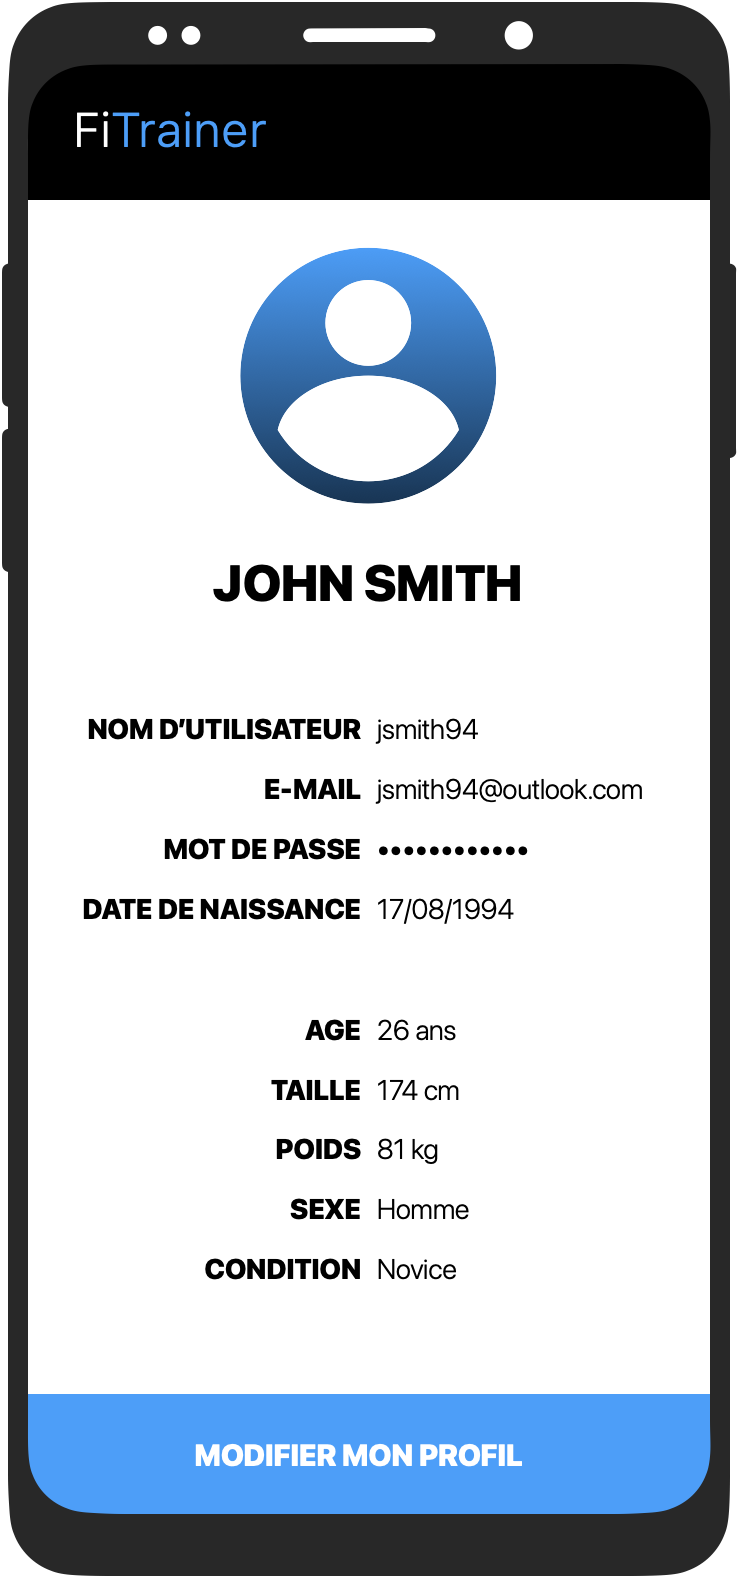 FiTrainer
JOHN SMITH
NOM D’UTILISATEUR jsmith94
E-MAIL jsmith94@outlook.com
MOT DE PASSE ••••••••••••
DATE DE NAISSANCE 17/08/1994
AGE 26 ans
TAILLE 174 cm
POIDS 81 kg
SEXE Homme
CONDITION Novice
MODIFIER MON PROFIL